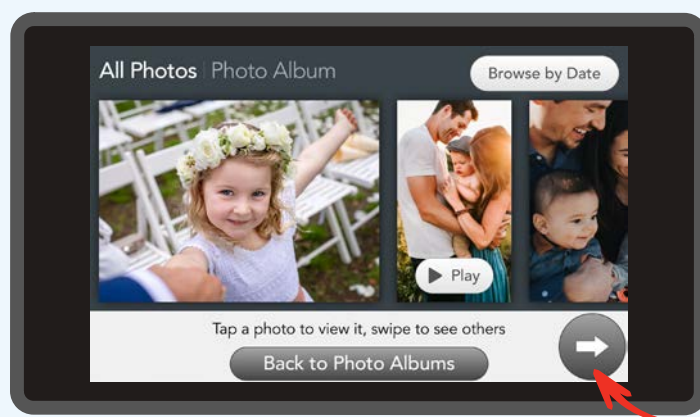 All Photos | Photo Album
Browse by Date
Play
Tap a photo to view it, swipe to see others
Back to Photo Albums